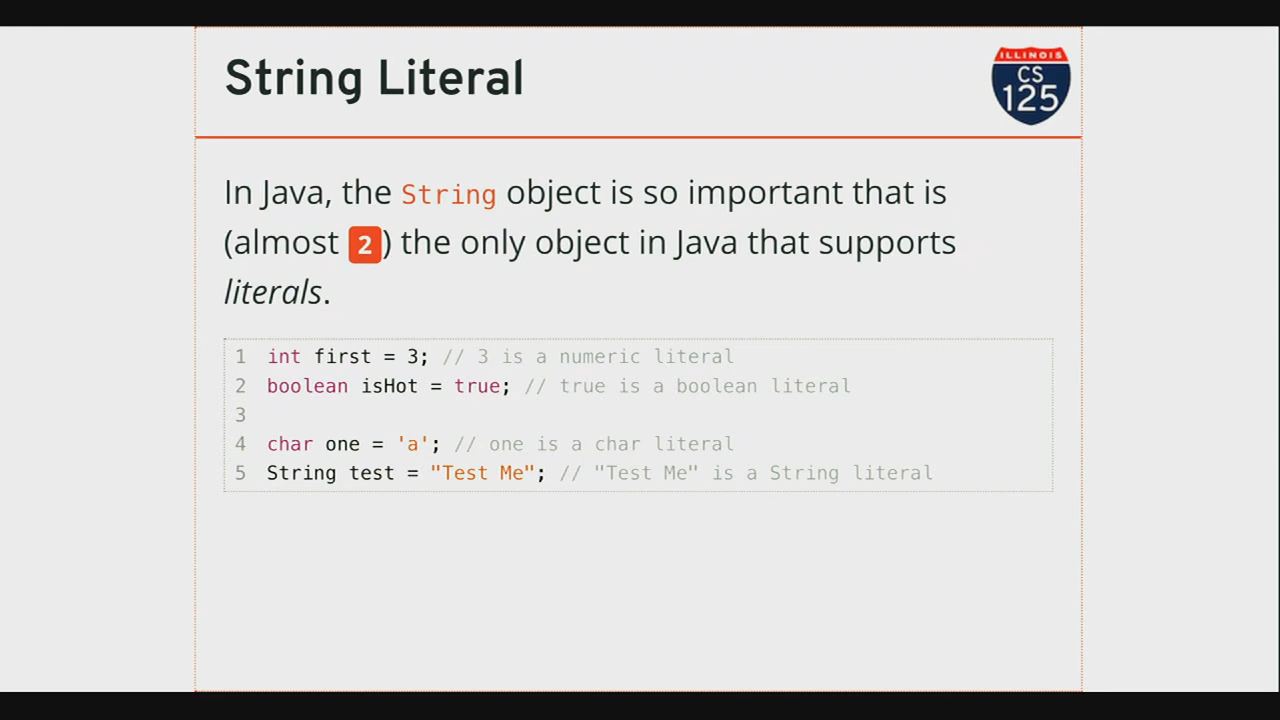 String Literal
ILLINOIS
CS
125
In Java, the String object is so important that is
(almost 2) the only object in Java that supports
literals.
1 int first = 3; // 3 is a numeric literal
2 boolean isHot = true; // true is a boolean literal
3
4 char one = 'a'; // one is a char literal
5 String test = "Test Me"; // "Test Me" is a String literal